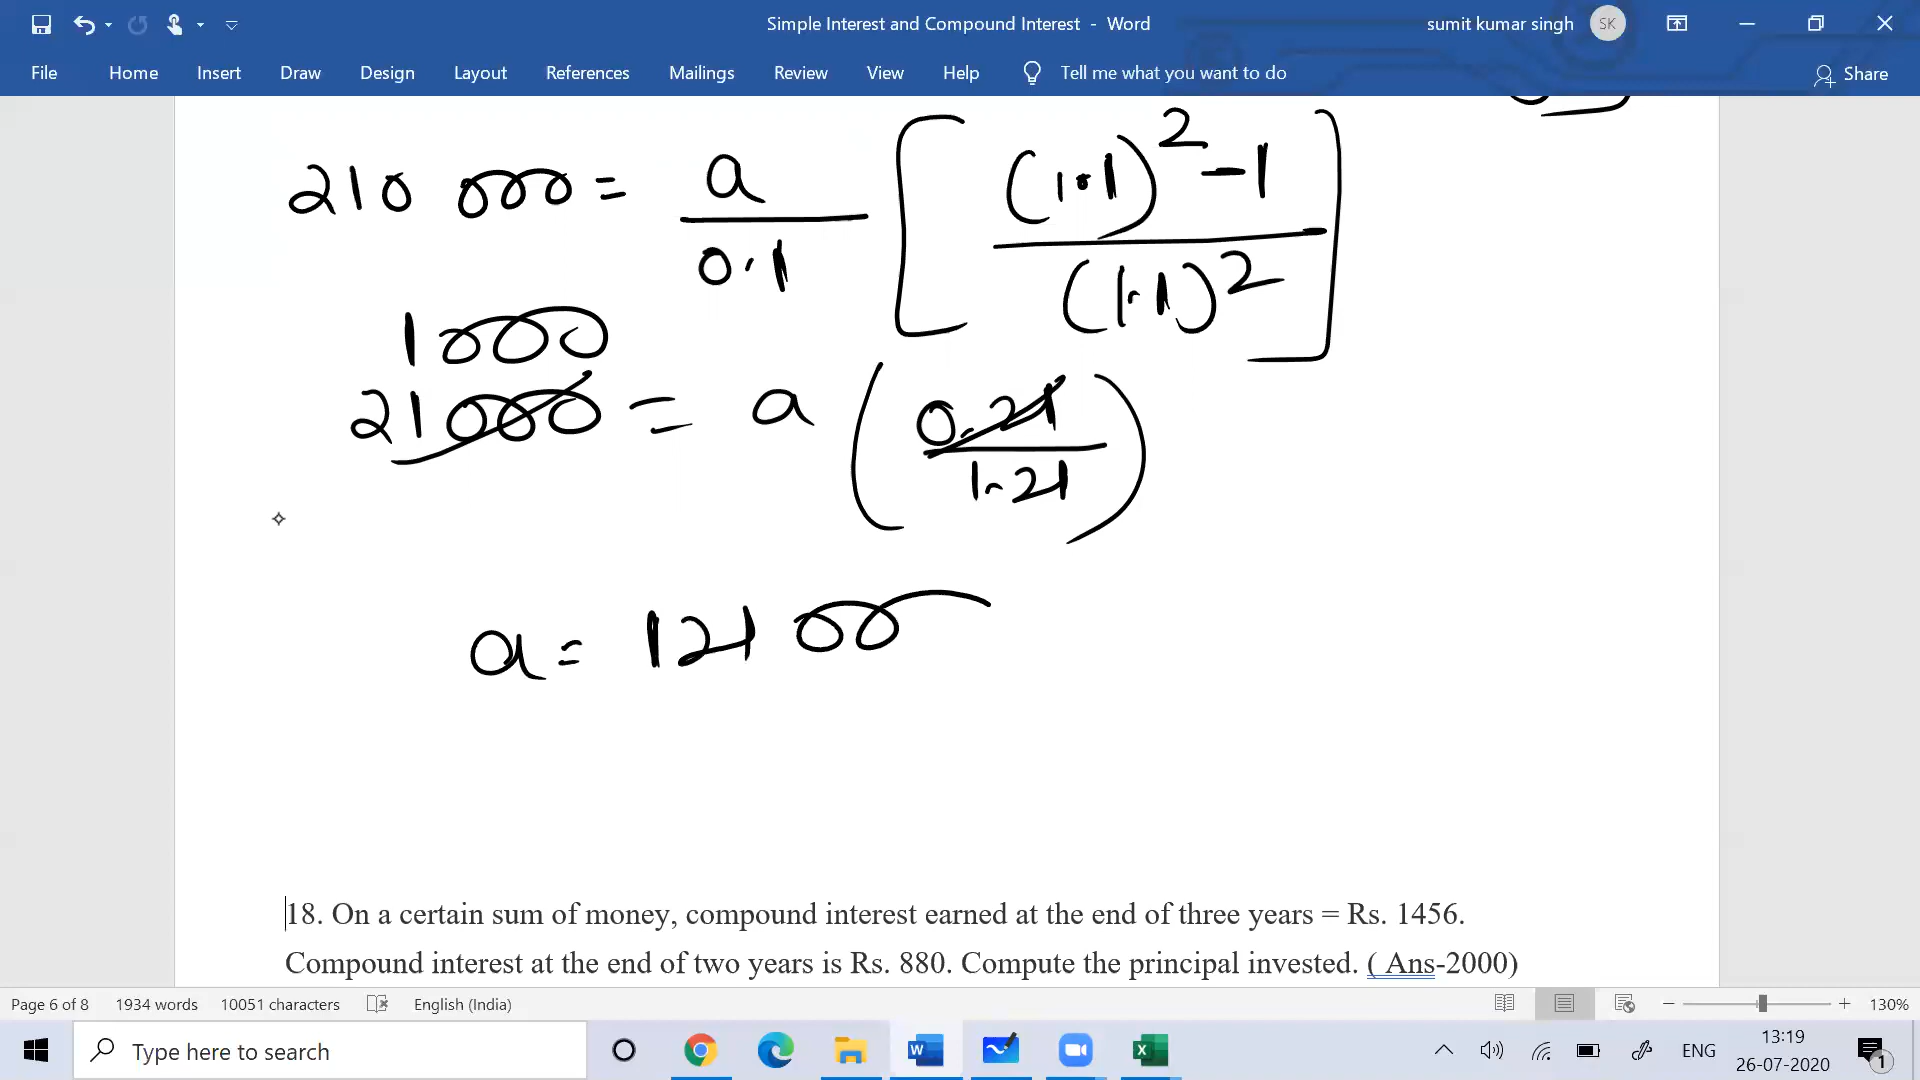 Simple Interest and Compound Interest - Word
sumit kumar singh SK
File Home Insert Draw Design Layout References Mailings Review View Help Tell me what you want to do Share
210 000 = a / 0.1 [ (1.1)^2 - 1 / (1.1)^2 ]
1000
21000 = a ( 0.21 / 1.21 )
a = 12100
18. On a certain sum of money, compound interest earned at the end of three years = Rs. 1456.
Compound interest at the end of two years is Rs. 880. Compute the principal invested. ( Ans-2000)
Page 6 of 8 1934 words 10051 characters English (India) 130%
Type here to search ENG 13:19
26-07-2020 1